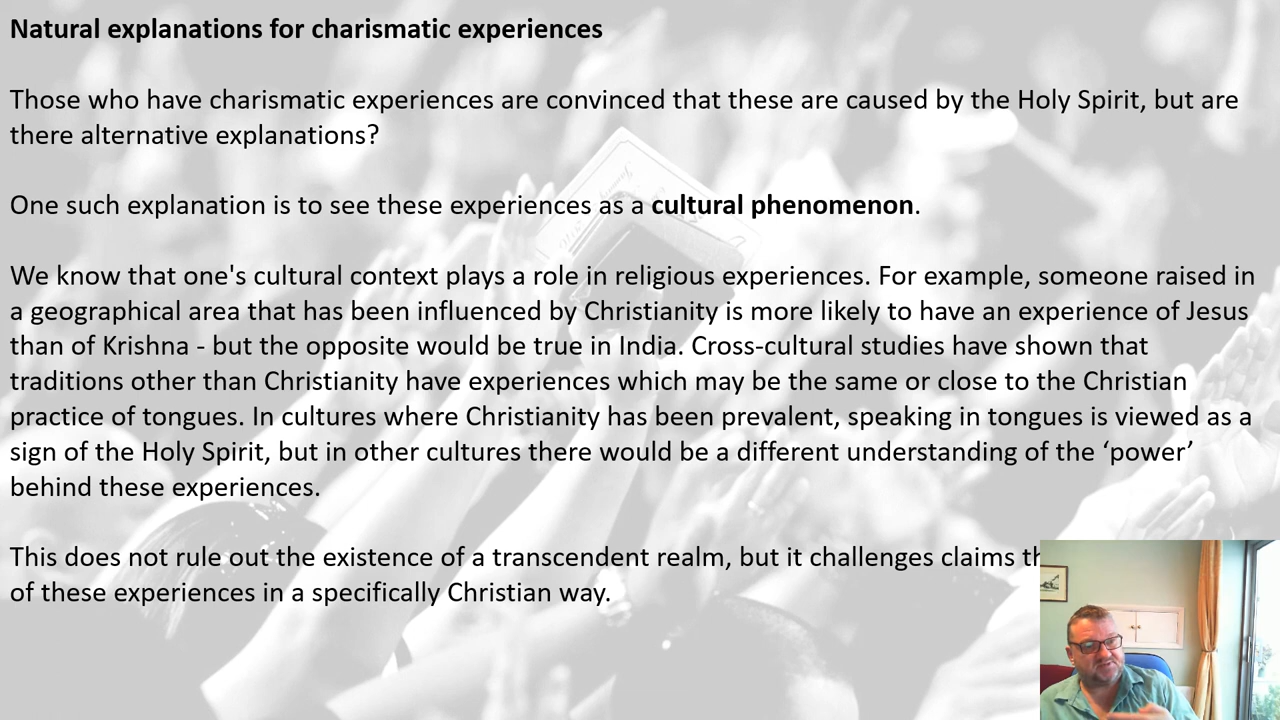 Natural explanations for charismatic experiences
Those who have charismatic experiences are convinced that these are caused by the Holy Spirit, but are
there alternative explanations?
One such explanation is to see these experiences as a cultural phenomenon.
We know that one's cultural context plays a role in religious experiences. For example, someone raised in
a geographical area that has been influenced by Christianity is more likely to have an experience of Jesus
than of Krishna - but the opposite would be true in India. Cross-cultural studies have shown that
traditions other than Christianity have experiences which may be the same or close to the Christian
practice of tongues. In cultures where Christianity has been prevalent, speaking in tongues is viewed as a
sign of the Holy Spirit, but in other cultures there would be a different understanding of the ‘power’
behind these experiences.
This does not rule out the existence of a transcendent realm, but it challenges claims
of these experiences in a specifically Christian way.